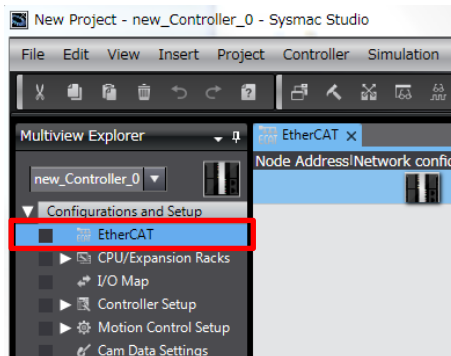 New Project - new_Controller_0 - Sysmac Studio
File Edit View Insert Project Controller Simulation
Multiview Explorer
EtherCAT
Node Address Network confi
new_Controller_0
Configurations and Setup
EtherCAT
CPU/Expansion Racks
I/O Map
Controller Setup
Motion Control Setup
Cam Data Settings